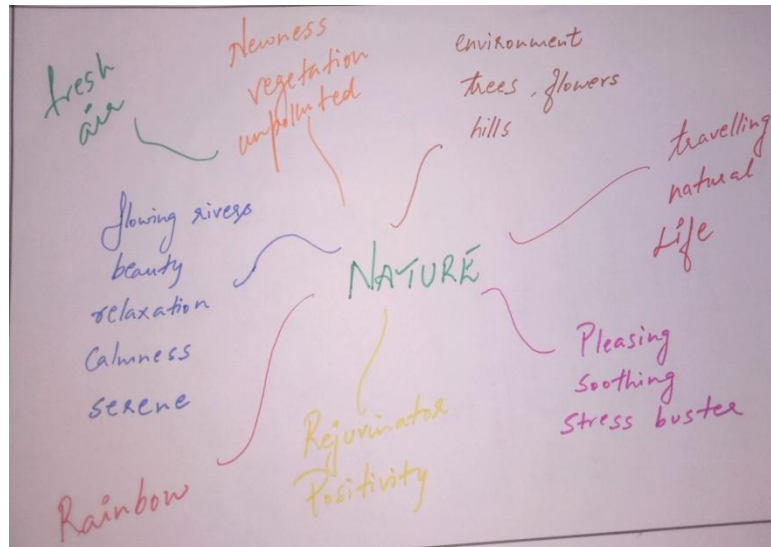 fresh
air
Newness
vegetation
unpolluted
environment
trees, flowers
hills
travelling
natural
Life
flowing rivers
beauty
relaxation
Calmness
serene
NATURE
Pleasing
soothing
stress buster
Rejuvinator
Positivity
Rainbow